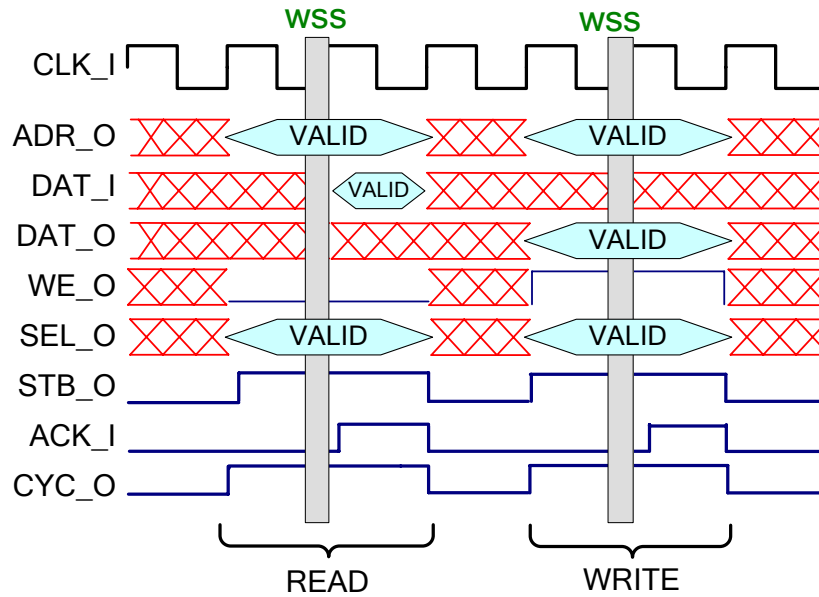 WSS WSS
CLK_I
ADR_O VALID VALID
DAT_I VALID
DAT_O VALID
WE_O
SEL_O VALID VALID
STB_O
ACK_I
CYC_O
READ WRITE